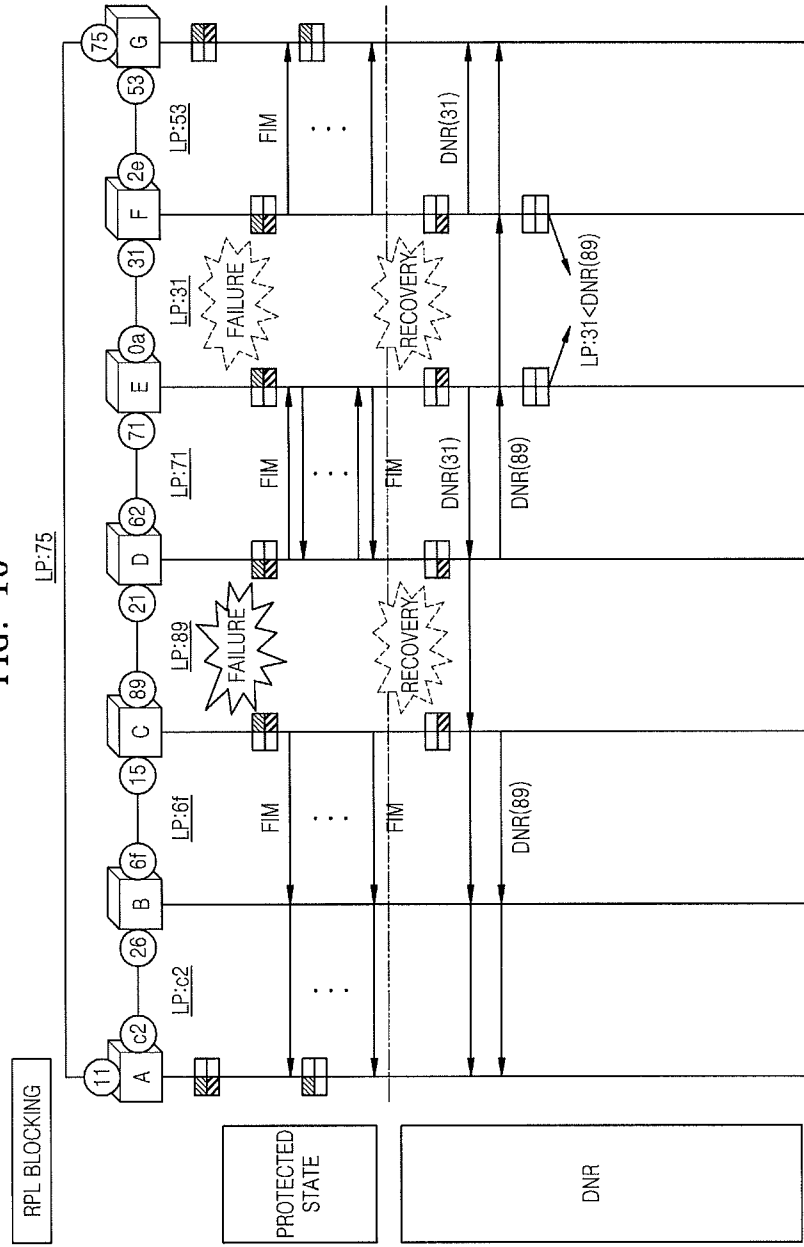 FIG.
RPL BLOCKING
LP:75
11 75
A c2 26 B 6f 15 C 89 21 D 62 71 E 0a 31 F 2e 53 G
LP:c2 LP:6f LP:89 LP:71 LP:31 LP:53
PROTECTED
STATE
FAILURE FAILURE
FIM FIM FIM
... ... ... ...
FIM FIM
RECOVERY RECOVERY
DNR
DNR(31) DNR(31)
DNR(89) DNR(89)
LP:31<DNR(89)